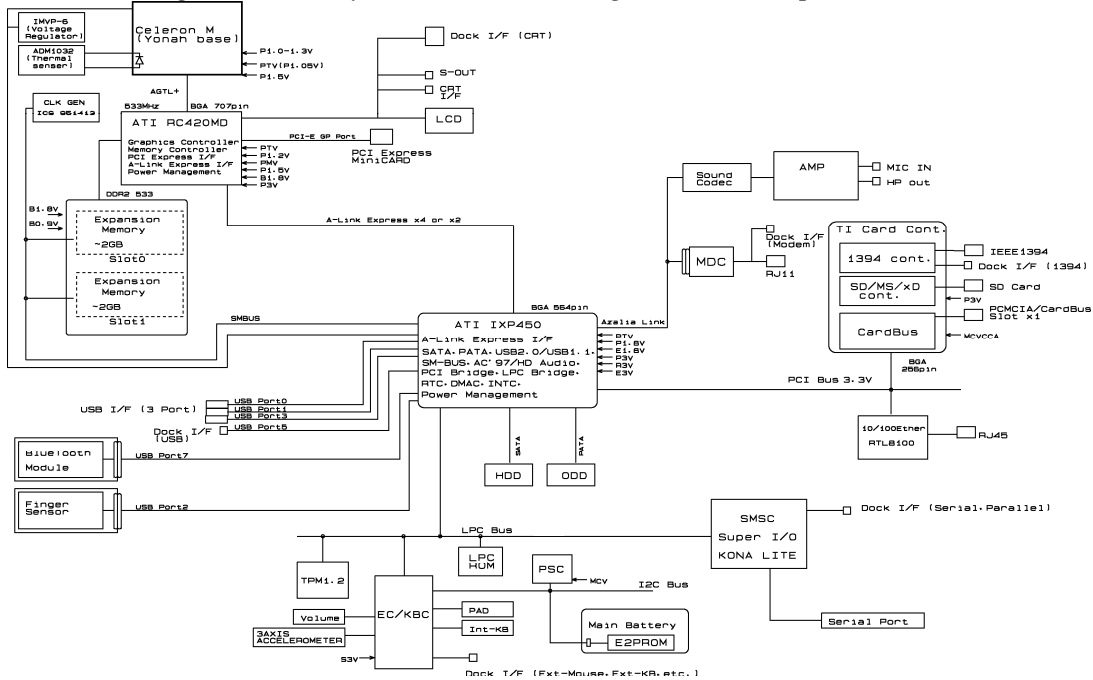 IMVP-6
(Voltage
Regulator)
ADM1032
(Thermal
senser)
Celeron M
(Yonah base)
P1.0-1.3V
PTV(P1.05V)
P1.5V
AGTL+
533MHz
BGA 707pin
CLK GEN
ICS 951413
ATI RC420MD
Graphics Controller
Memory Controller
PCI Express I/F
A-Link Express I/F
Power Management
PTV
P1.2V
PMV
P1.5V
B1.8V
P3V
Dock I/F (CRT)
S-OUT
CRT
I/F
LCD
PCI-E GP Port
PCI Express
MiniCARD
DDR2 533
B1.8V
B0.9V
Expansion
Memory
~2GB
Slot0
Expansion
Memory
~2GB
Slot1
A-Link Express x4 or x2
Sound
Codec
AMP
MIC IN
HP out
Dock I/F
(Modem)
MDC
RJ11
TI Card Cont.
1394 cont.
SD/MS/xD
cont.
CardBus
IEEE1394
Dock I/F (1394)
SD Card
P3V
PCMCIA/CardBus
Slot x1
MCVCCA
BGA
256pin
SMBUS
BGA 564pin
Azalia Link
ATI IXP450
A-Link Express I/F
SATA, PATA, USB2.0/USB1.1,
SM-BUS, AC'97/HD Audio,
PCI Bridge, LPC Bridge,
RTC, DMAC, INTC,
Power Management
PTV
P1.8V
E1.8V
P3V
R3V
E3V
PCI Bus 3.3V
USB I/F (3 Port)
USB Port0
USB Port1
USB Port3
Dock I/F
(USB)
USB Port5
Bluetooth
Module
USB Port7
Finger
Sensor
USB Port2
SATA
PATA
HDD
ODD
10/100Ether
RTL8100
RJ45
LPC Bus
SMSC
Super I/O
KONA LITE
Dock I/F (Serial,Parallel)
Serial Port
TPM1.2
LPC
ROM
EC/KBC
PSC
MCV
I2C Bus
Volume
3AXIS
ACCELEROMETER
S3V
PAD
Int-KB
Main Battery
E2PROM
Dock I/F (Ext-Mouse,Ext-KB,etc.)